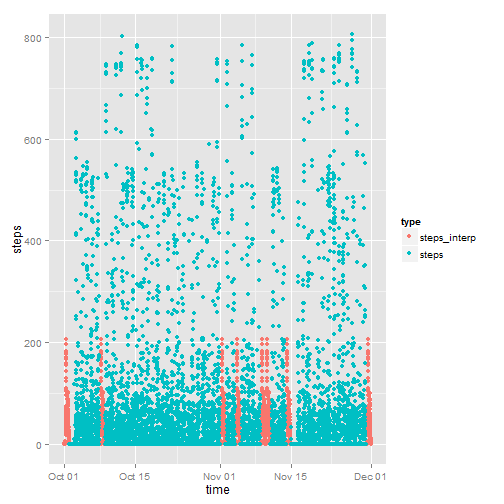 800
600
400
200
0
steps
Oct 01
Oct 15
Nov 01
Nov 15
Dec 01
time
type
steps_interp
steps